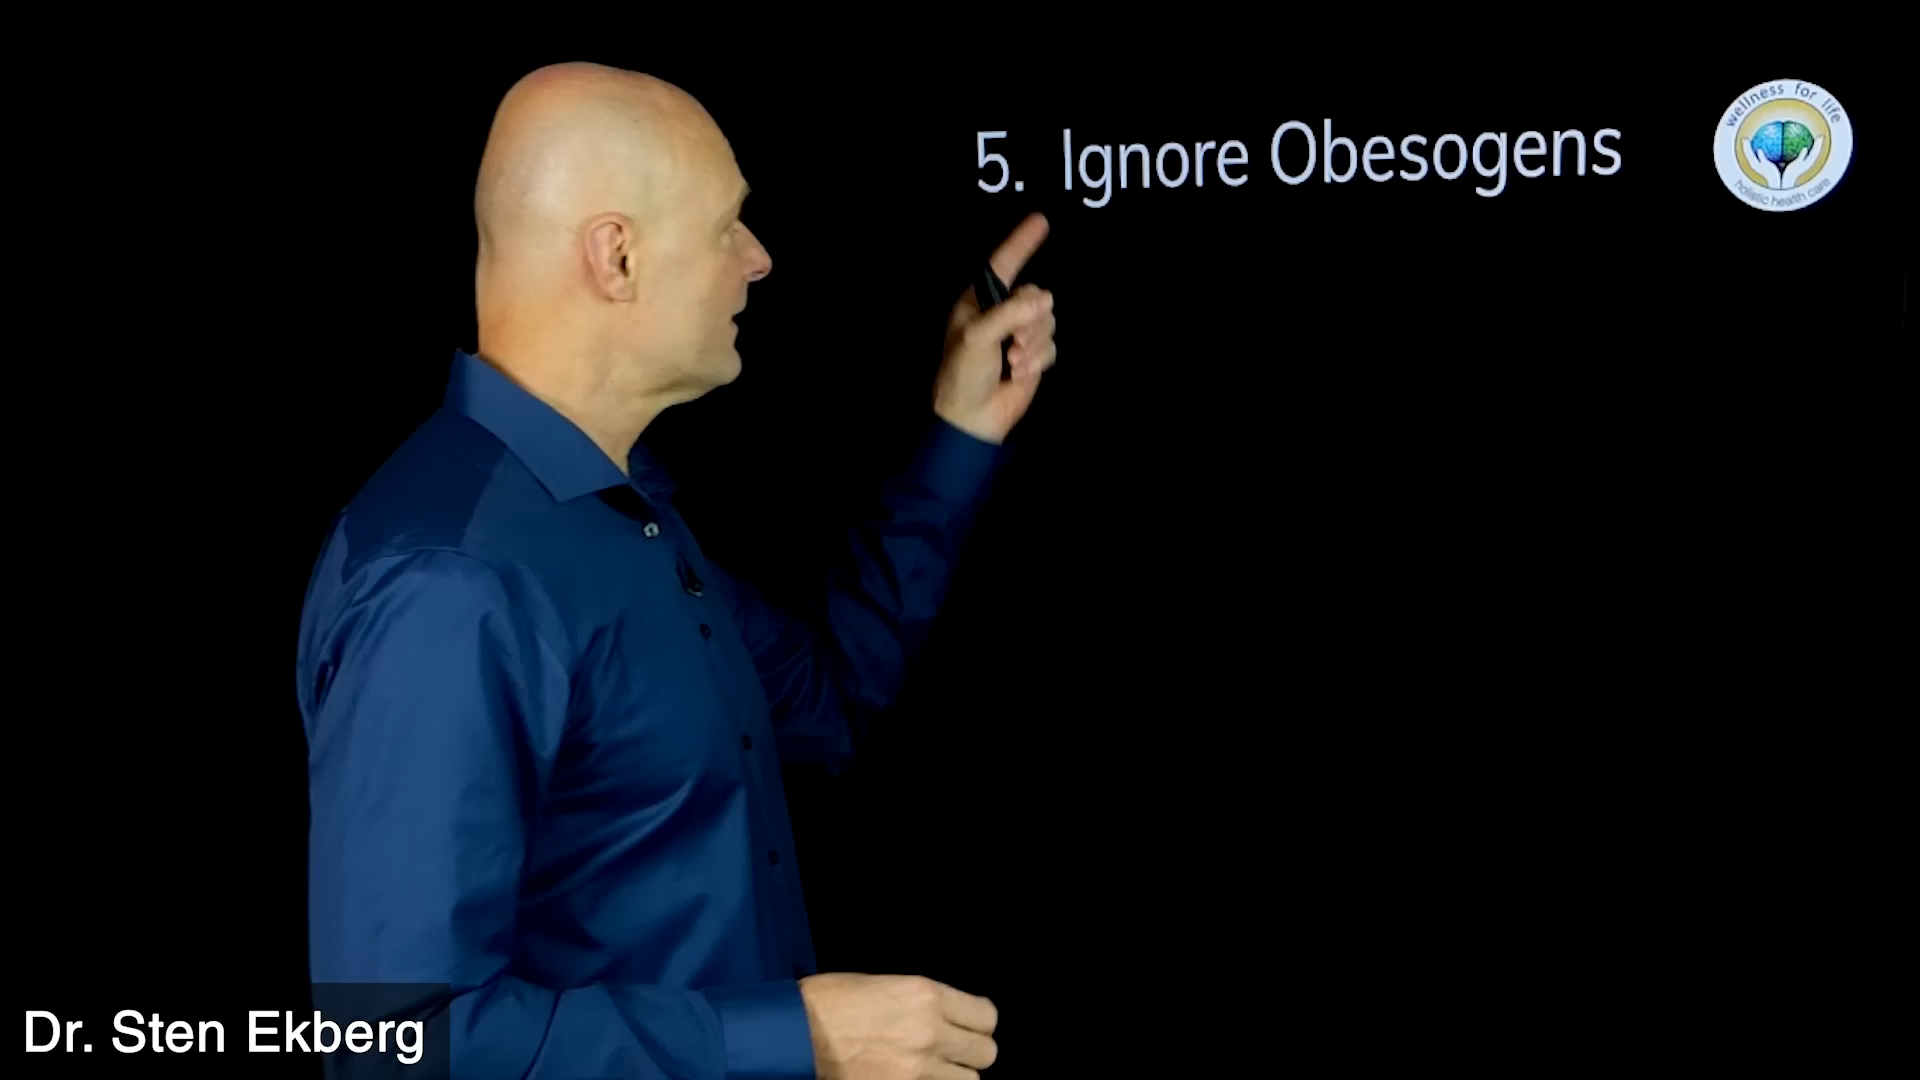 5. Ignore Obesogens
wellness for life
holistic health care
Dr. Sten Ekberg